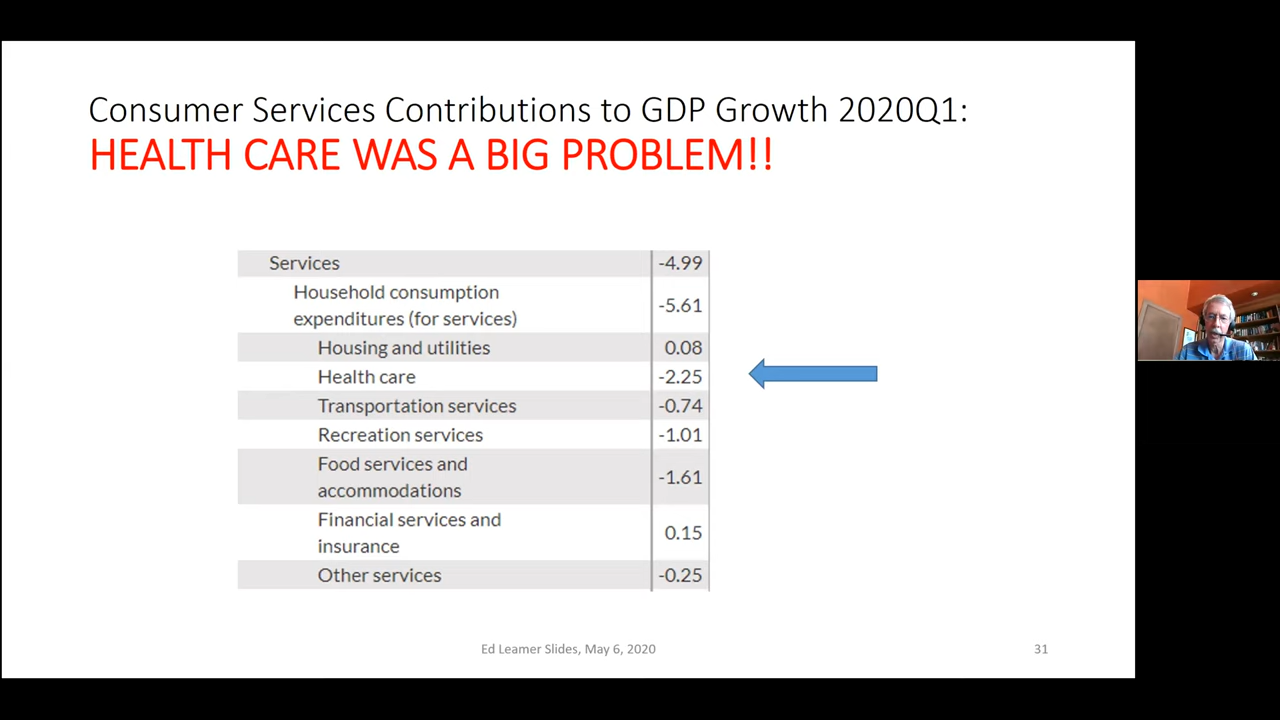 Consumer Services Contributions to GDP Growth 2020Q1:
HEALTH CARE WAS A BIG PROBLEM!!
Services -4.99
Household consumption
expenditures (for services) -5.61
Housing and utilities 0.08
Health care -2.25
Transportation services -0.74
Recreation services -1.01
Food services and
accommodations -1.61
Financial services and
insurance 0.15
Other services -0.25
Ed Leamer Slides, May 6, 2020 31